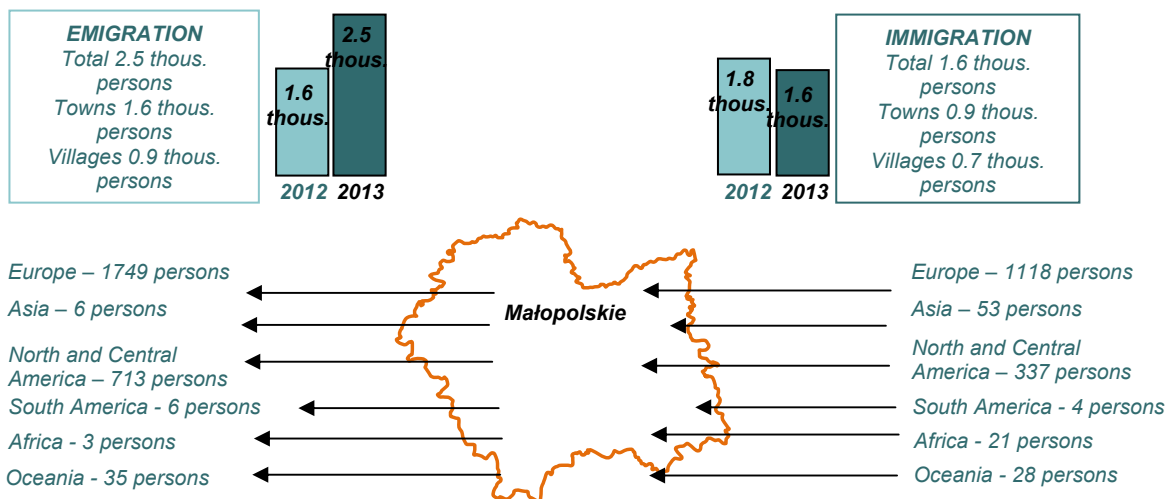 EMIGRATION
Total 2.5 thous.
persons
Towns 1.6 thous.
persons
Villages 0.9 thous.
persons
1.6
thous.
2.5
thous.
2012 2013
1.8
thous.
1.6
thous.
2012 2013
IMMIGRATION
Total 1.6 thous.
persons
Towns 0.9 thous.
persons
Villages 0.7 thous.
persons
Europe – 1749 persons
Asia – 6 persons
North and Central
America – 713 persons
South America - 6 persons
Africa - 3 persons
Oceania - 35 persons
Małopolskie
Europe – 1118 persons
Asia – 53 persons
North and Central
America – 337 persons
South America - 4 persons
Africa - 21 persons
Oceania - 28 persons